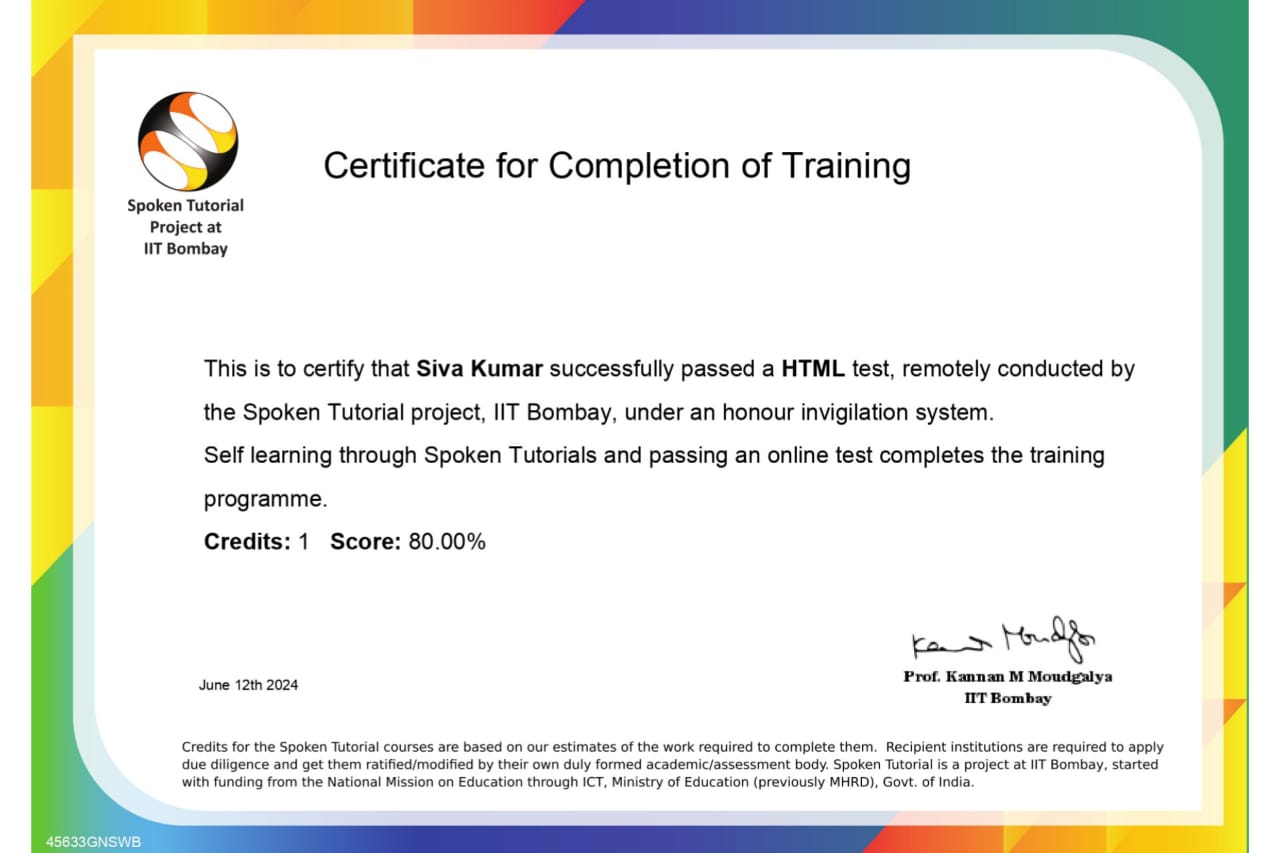 Spoken Tutorial
Project at
IIT Bombay
Certificate for Completion of Training
This is to certify that Siva Kumar successfully passed a HTML test, remotely conducted by
the Spoken Tutorial project, IIT Bombay, under an honour invigilation system.
Self learning through Spoken Tutorials and passing an online test completes the training
programme.
Credits: 1 Score: 80.00%
June 12th 2024
Prof. Kannan M Moudgalya
IIT Bombay
Credits for the Spoken Tutorial courses are based on our estimates of the work required to complete them. Recipient institutions are required to apply
due diligence and get them ratified/modified by their own duly formed academic/assessment body. Spoken Tutorial is a project at IIT Bombay, started
with funding from the National Mission on Education through ICT, Ministry of Education (previously MHRD), Govt. of India.
45633GNSWB